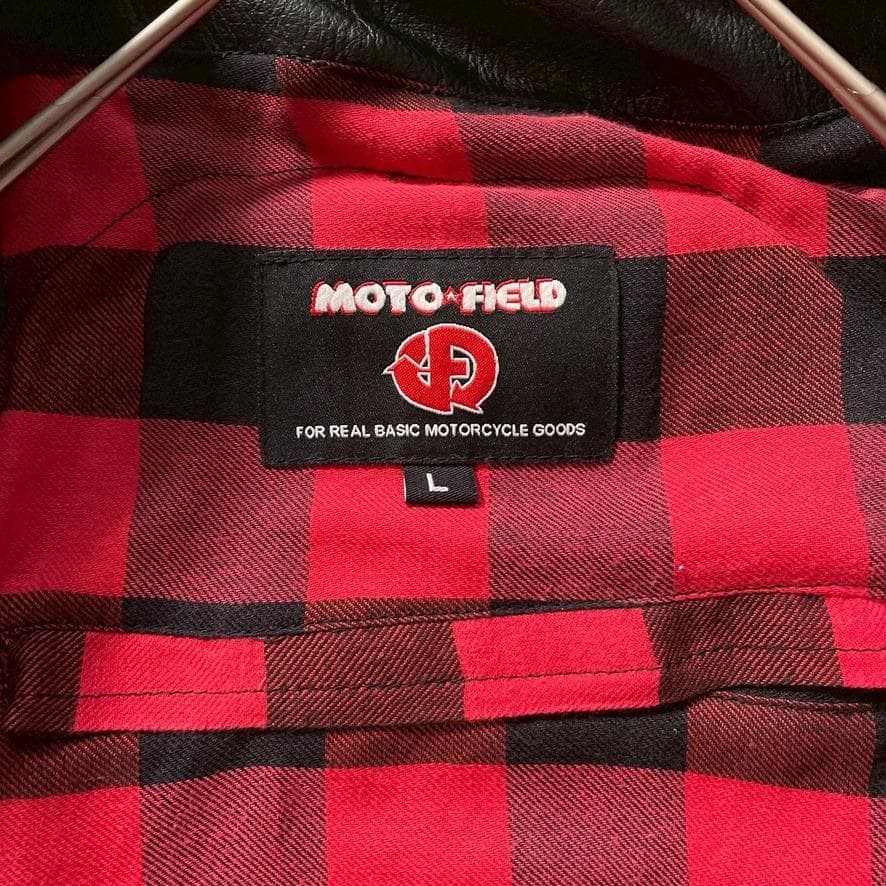 MOTO☆FIELD
FOR REAL BASIC MOTORCYCLE GOODS
L